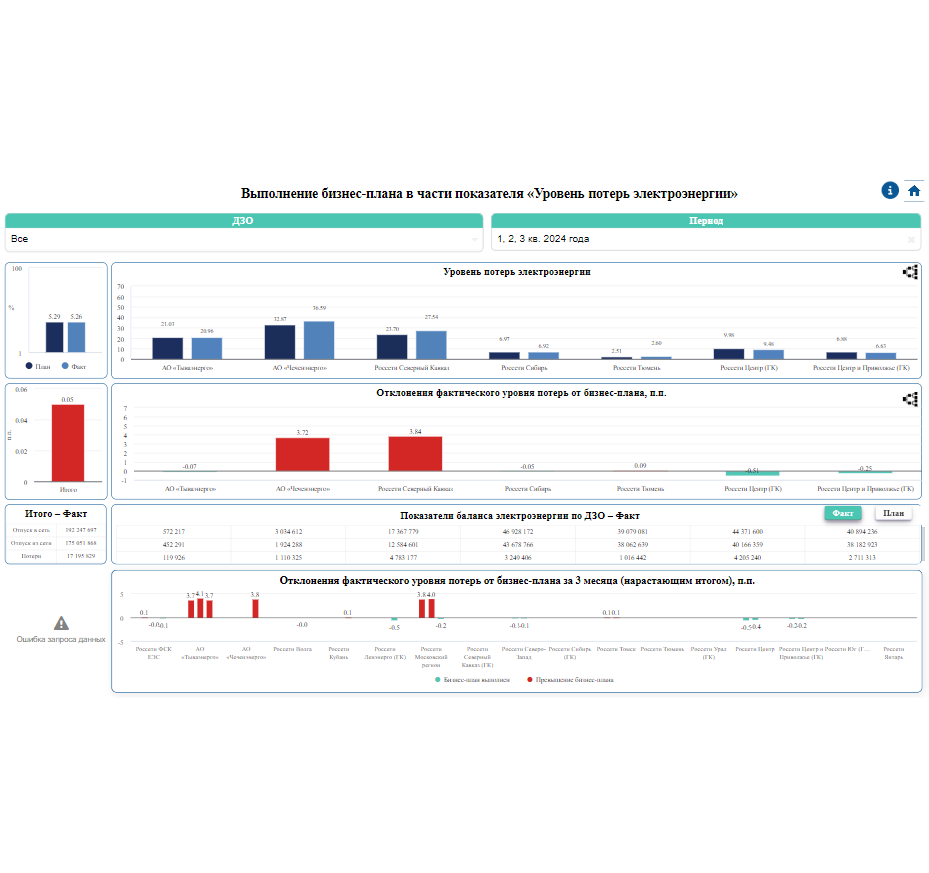 Выполнение бизнес-плана в части показателя «Уровень потерь электроэнергии»
ДЗО
Период
Все
1, 2, 3 кв. 2024 года
100
%
5.29 5.26
1
План Факт
Уровень потерь электроэнергии
70
60
50
40
30
20
10
0
21.03 20.96 32.87 36.59 23.70 27.54 6.97 6.92 2.51 2.60 9.98 9.46 6.88 6.63
АО «Тываэнерго» АО «Чеченэнерго» Россети Северный Кавказ Россети Сибирь Россети Тюмень Россети Центр (ГК) Россети Центр и Приволжье (ГК)
0.06
0.04
0.02
0
п.п.
0.05
Итого
Отклонения фактического уровня потерь от бизнес-плана, п.п.
7
6
5
4
3
2
1
0
-1
-0.07 3.72 3.84 -0.05 0.09 -0.51 -0.25
АО «Тываэнерго» АО «Чеченэнерго» Россети Северный Кавказ Россети Сибирь Россети Тюмень Россети Центр (ГК) Россети Центр и Приволжье (ГК)
Итого – Факт
Отпуск в сеть 192 247 697
Отпуск из сети 175 051 868
Потери 17 195 829
Показатели баланса электроэнергии по ДЗО – Факт
Факт План
572 217 3 034 612 17 367 779 46 928 172 39 079 081 44 371 600 40 894 236
452 291 1 924 288 12 584 601 43 678 766 38 062 639 40 166 359 38 182 923
119 926 1 110 325 4 783 177 3 249 406 1 016 442 4 205 240 2 711 313
Ошибка запроса данных
Отклонения фактического уровня потерь от бизнес-плана за 3 месяца (нарастающим итогом), п.п.
5
0
-5
0.1 3.7 4.1 3.7 3.8 0.1 3.8 4.0 0.1 0.1
-0.0 -0.1 -0.0 -0.5 -0.2 -0.1 -0.1 -0.5 -0.4 -0.2 -0.2
Россети ФСК ЕЭС
АО «Тываэнерго»
АО «Чеченэнерго»
Россети Волга
Россети Кубань
Россети Ленэнерго (ГК)
Россети Московский регион
Россети Северный Кавказ (ГК)
Россети Северо-Запад
Россети Сибирь (ГК)
Россети Томск
Россети Тюмень
Россети Урал (ГК)
Россети Центр
Россети Центр и Приволжье (ГК)
Россети Юг (Г…
Россети Янтарь
Бизнес-план выполнен Превышение бизнес-плана